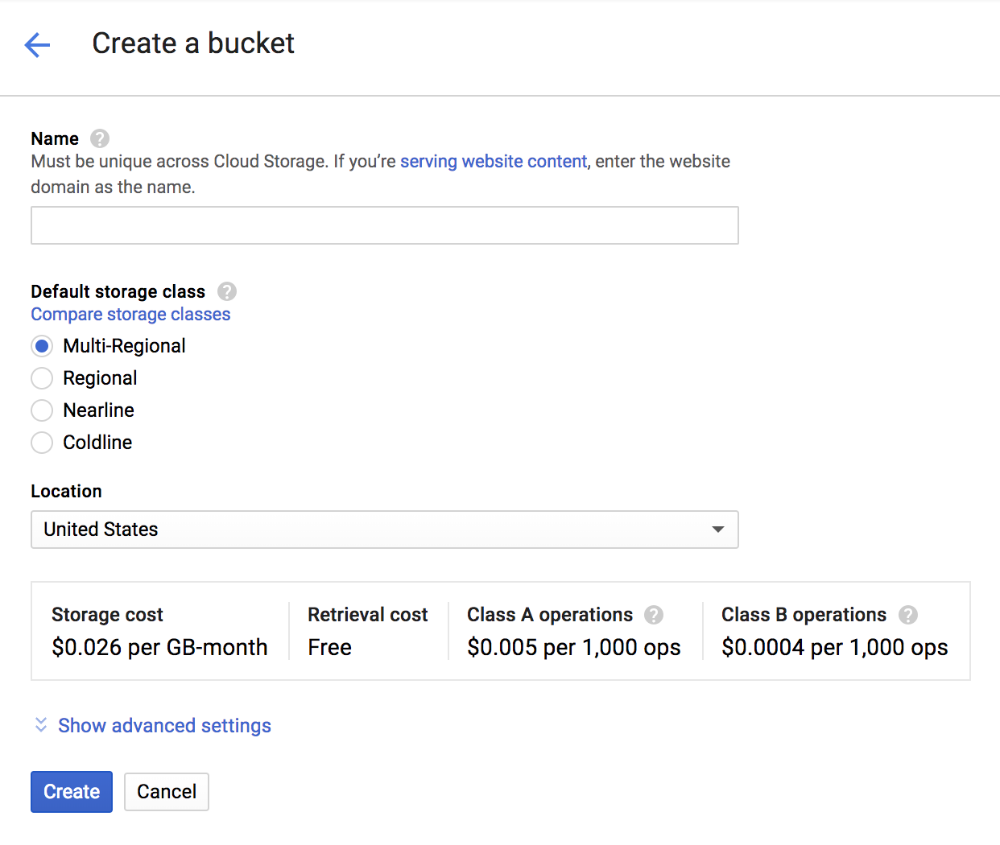 Create a bucket
Name ?
Must be unique across Cloud Storage. If you’re serving website content, enter the website
domain as the name.
Default storage class ?
Compare storage classes
Multi-Regional
Regional
Nearline
Coldline
Location
United States
Storage cost
$0.026 per GB-month
Retrieval cost
Free
Class A operations ?
$0.005 per 1,000 ops
Class B operations ?
$0.0004 per 1,000 ops
Show advanced settings
Create
Cancel